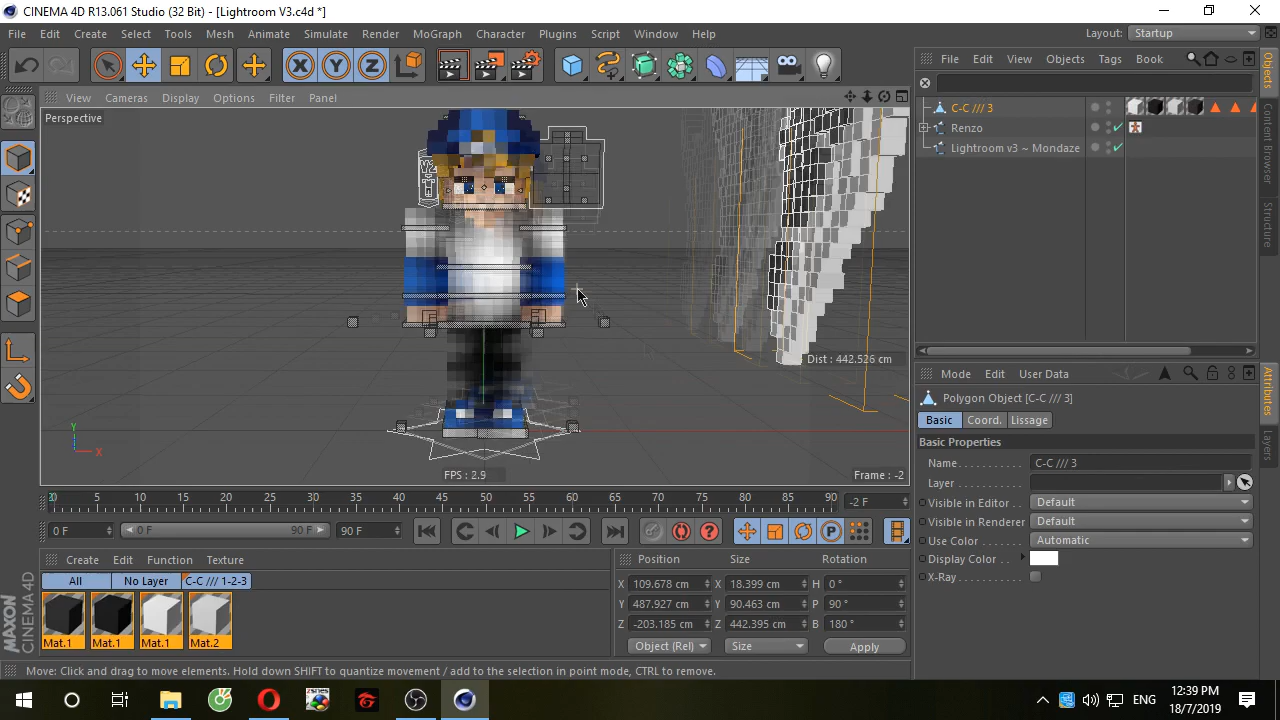 CINEMA 4D R13.061 Studio (32 Bit) - [Lightroom V3.c4d *]
File Edit Create Select Tools Mesh Animate Simulate Render MoGraph Character Plugins Script Window Help
Layout: Startup
X Y Z
File Edit View Objects Tags Book
View Cameras Display Options Filter Panel
Perspective
C-C /// 3
Renzo
Lightroom v3 ~ Mondaze
Objects
Content Browser
Structure
Dist : 442.526 cm
Y
X
FPS : 2.9
Frame : -2
Mode Edit User Data
Attributes
Layers
Polygon Object [C-C /// 3]
Basic Coord. Lissage
Basic Properties
Name C-C /// 3
Layer
Visible in Editor Default
Visible in Renderer Default
Use Color Automatic
Display Color
X-Ray
5 10 15 20 25 30 35 40 45 50 55 60 65 70 75 80 85 90 -2 F
0 F 0 F 90 F 90 F
Create Edit Function Texture
All No Layer C-C /// 1-2-3
Mat.1 Mat.1 Mat.1 Mat.2
Position Size Rotation
X 109.678 cm X 18.399 cm H 0 °
Y 487.927 cm Y 90.463 cm P 90 °
Z -203.185 cm Z 442.395 cm B 180 °
Object (Rel) Size Apply
MAXON CINEMA 4D
Move: Click and drag to move elements. Hold down SHIFT to quantize movement / add to the selection in point mode, CTRL to remove.
ENG
12:39 PM
18/7/2019